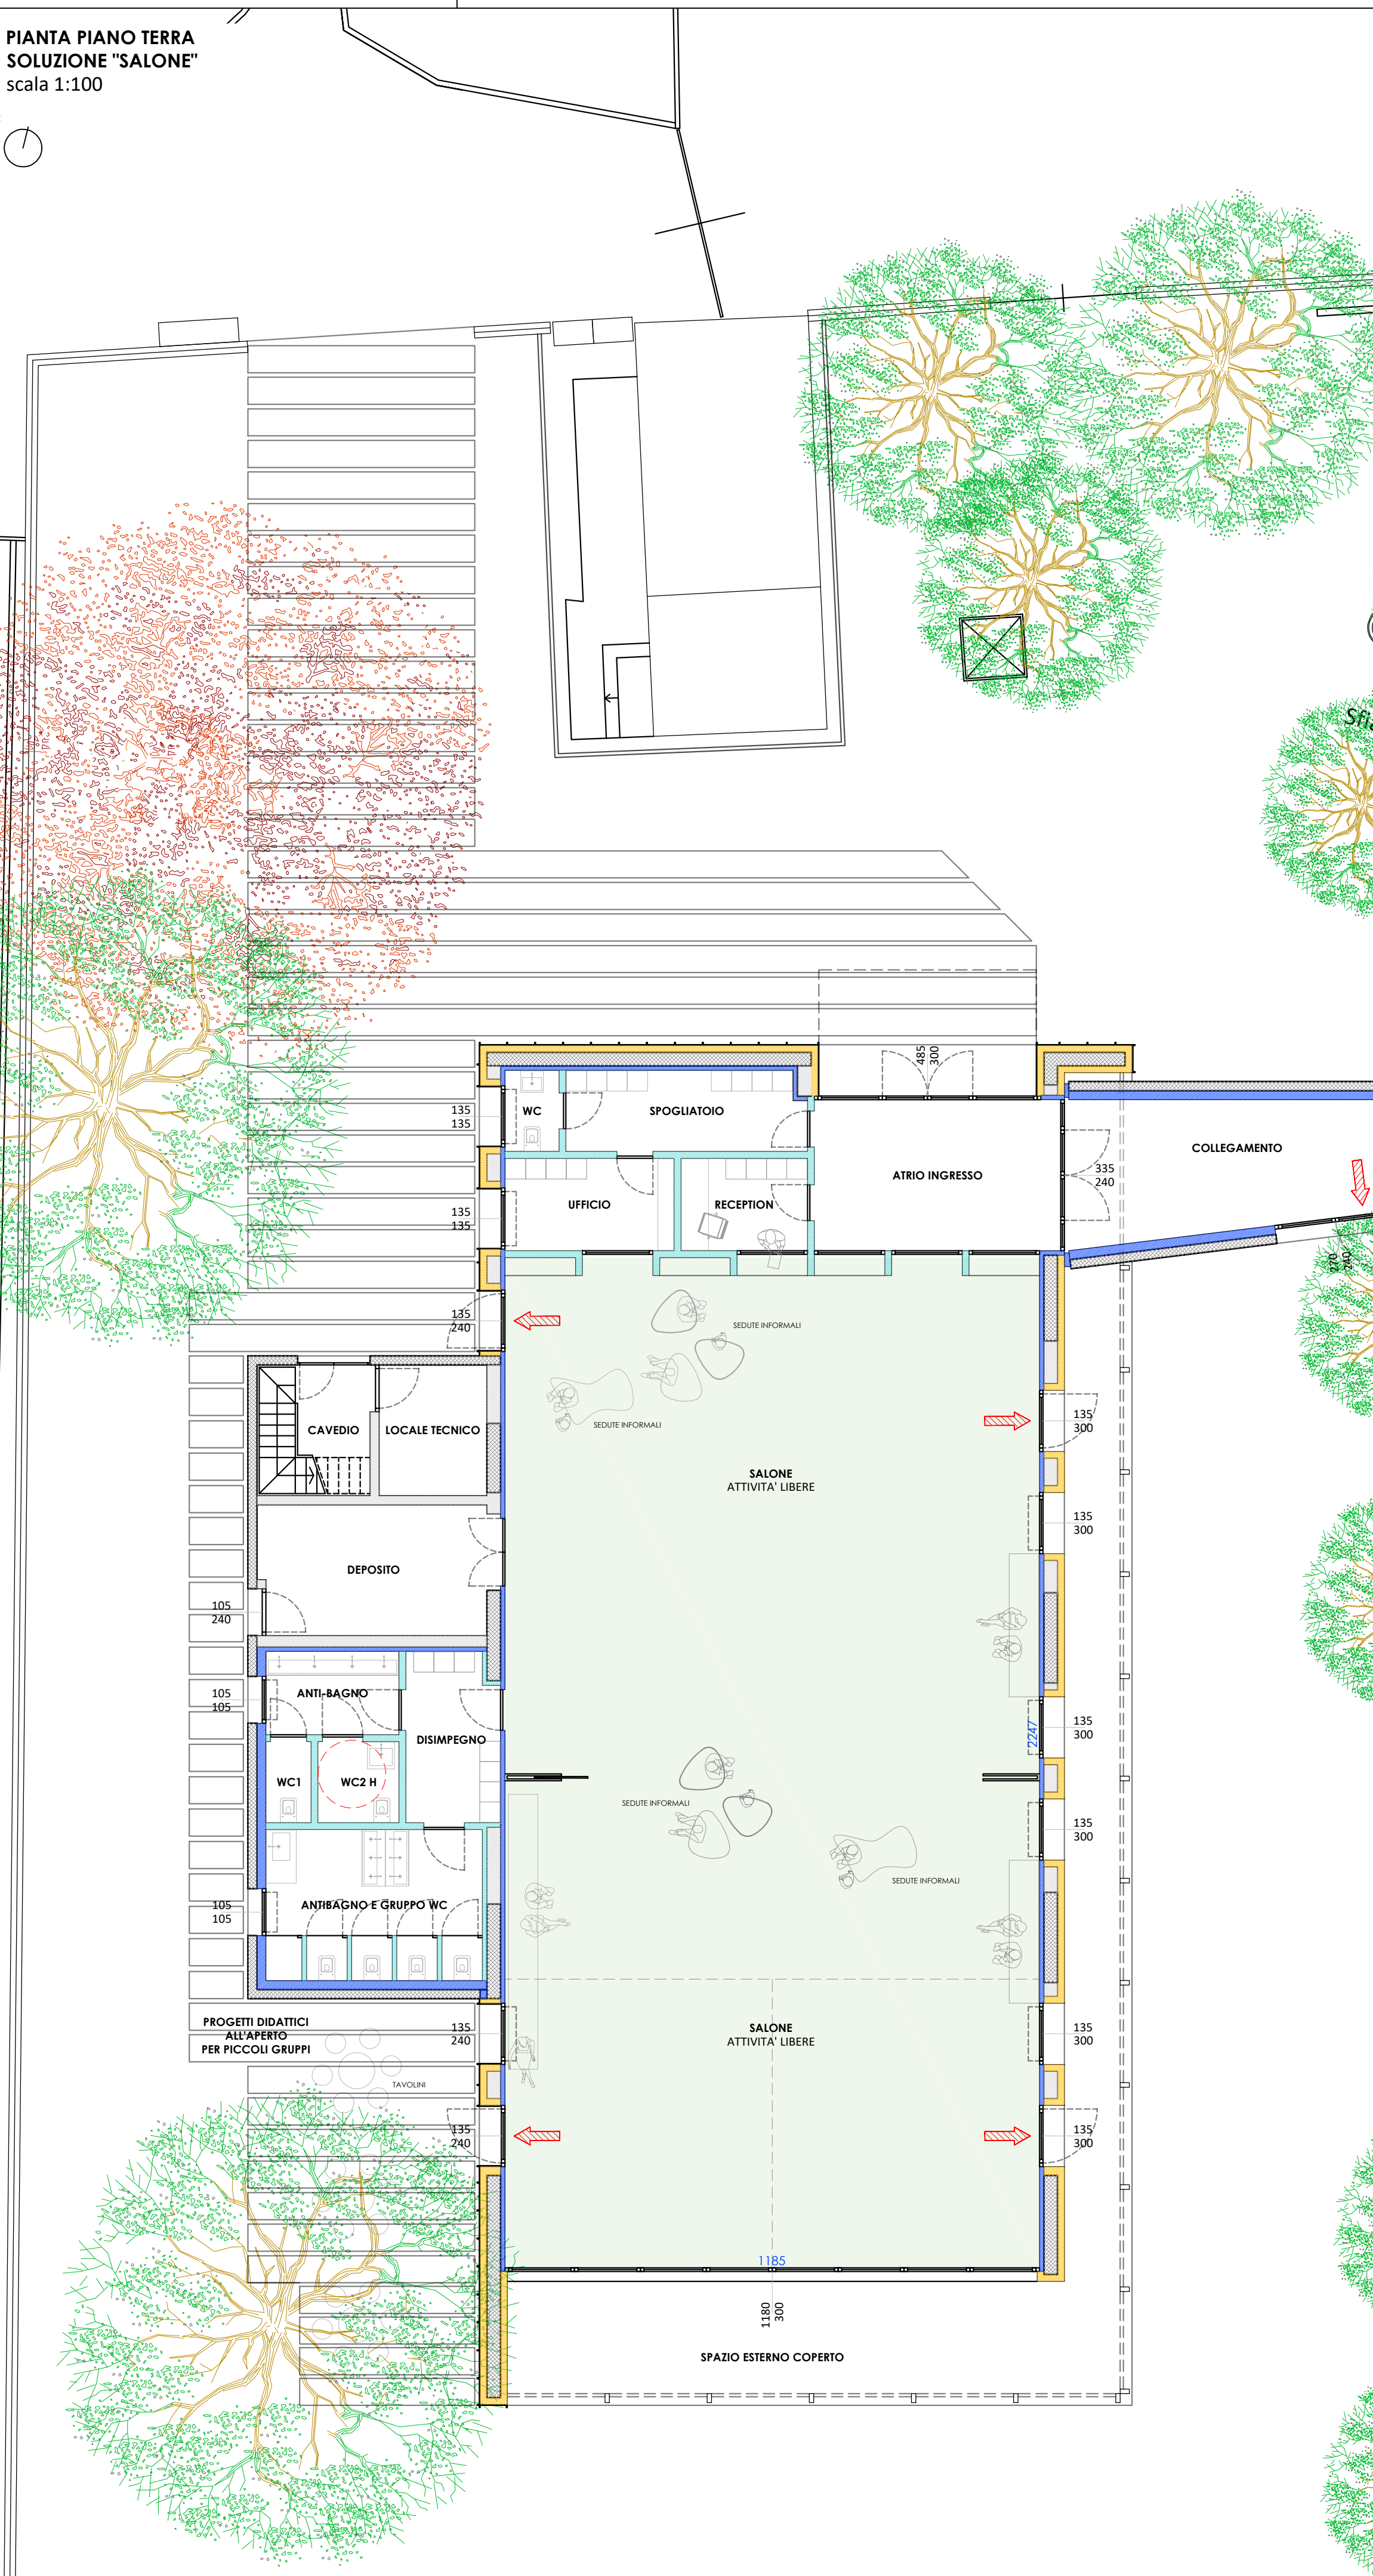 PIANTA PIANO TERRA
SOLUZIONE "SALONE"
scala 1:100
485
300
135
135
WC
SPOGLIATOIO
COLLEGAMENTO
335
240
ATRIO INGRESSO
135
135
UFFICIO
RECEPTION
270
240
135
240
SEDUTE INFORMALI
SEDUTE INFORMALI
135
300
CAVEDIO
LOCALE TECNICO
SALONE
ATTIVITA' LIBERE
135
300
DEPOSITO
105
240
105
105
ANTI-BAGNO
135
300
2247
DISIMPEGNO
WC1
WC2 H
SEDUTE INFORMALI
135
300
SEDUTE INFORMALI
105
105
ANTIBAGNO E GRUPPO WC
PROGETTI DIDATTICI
ALL'APERTO
PER PICCOLI GRUPPI
135
240
SALONE
ATTIVITA' LIBERE
135
300
TAVOLINI
135
240
135
300
1185
1180
300
SPAZIO ESTERNO COPERTO